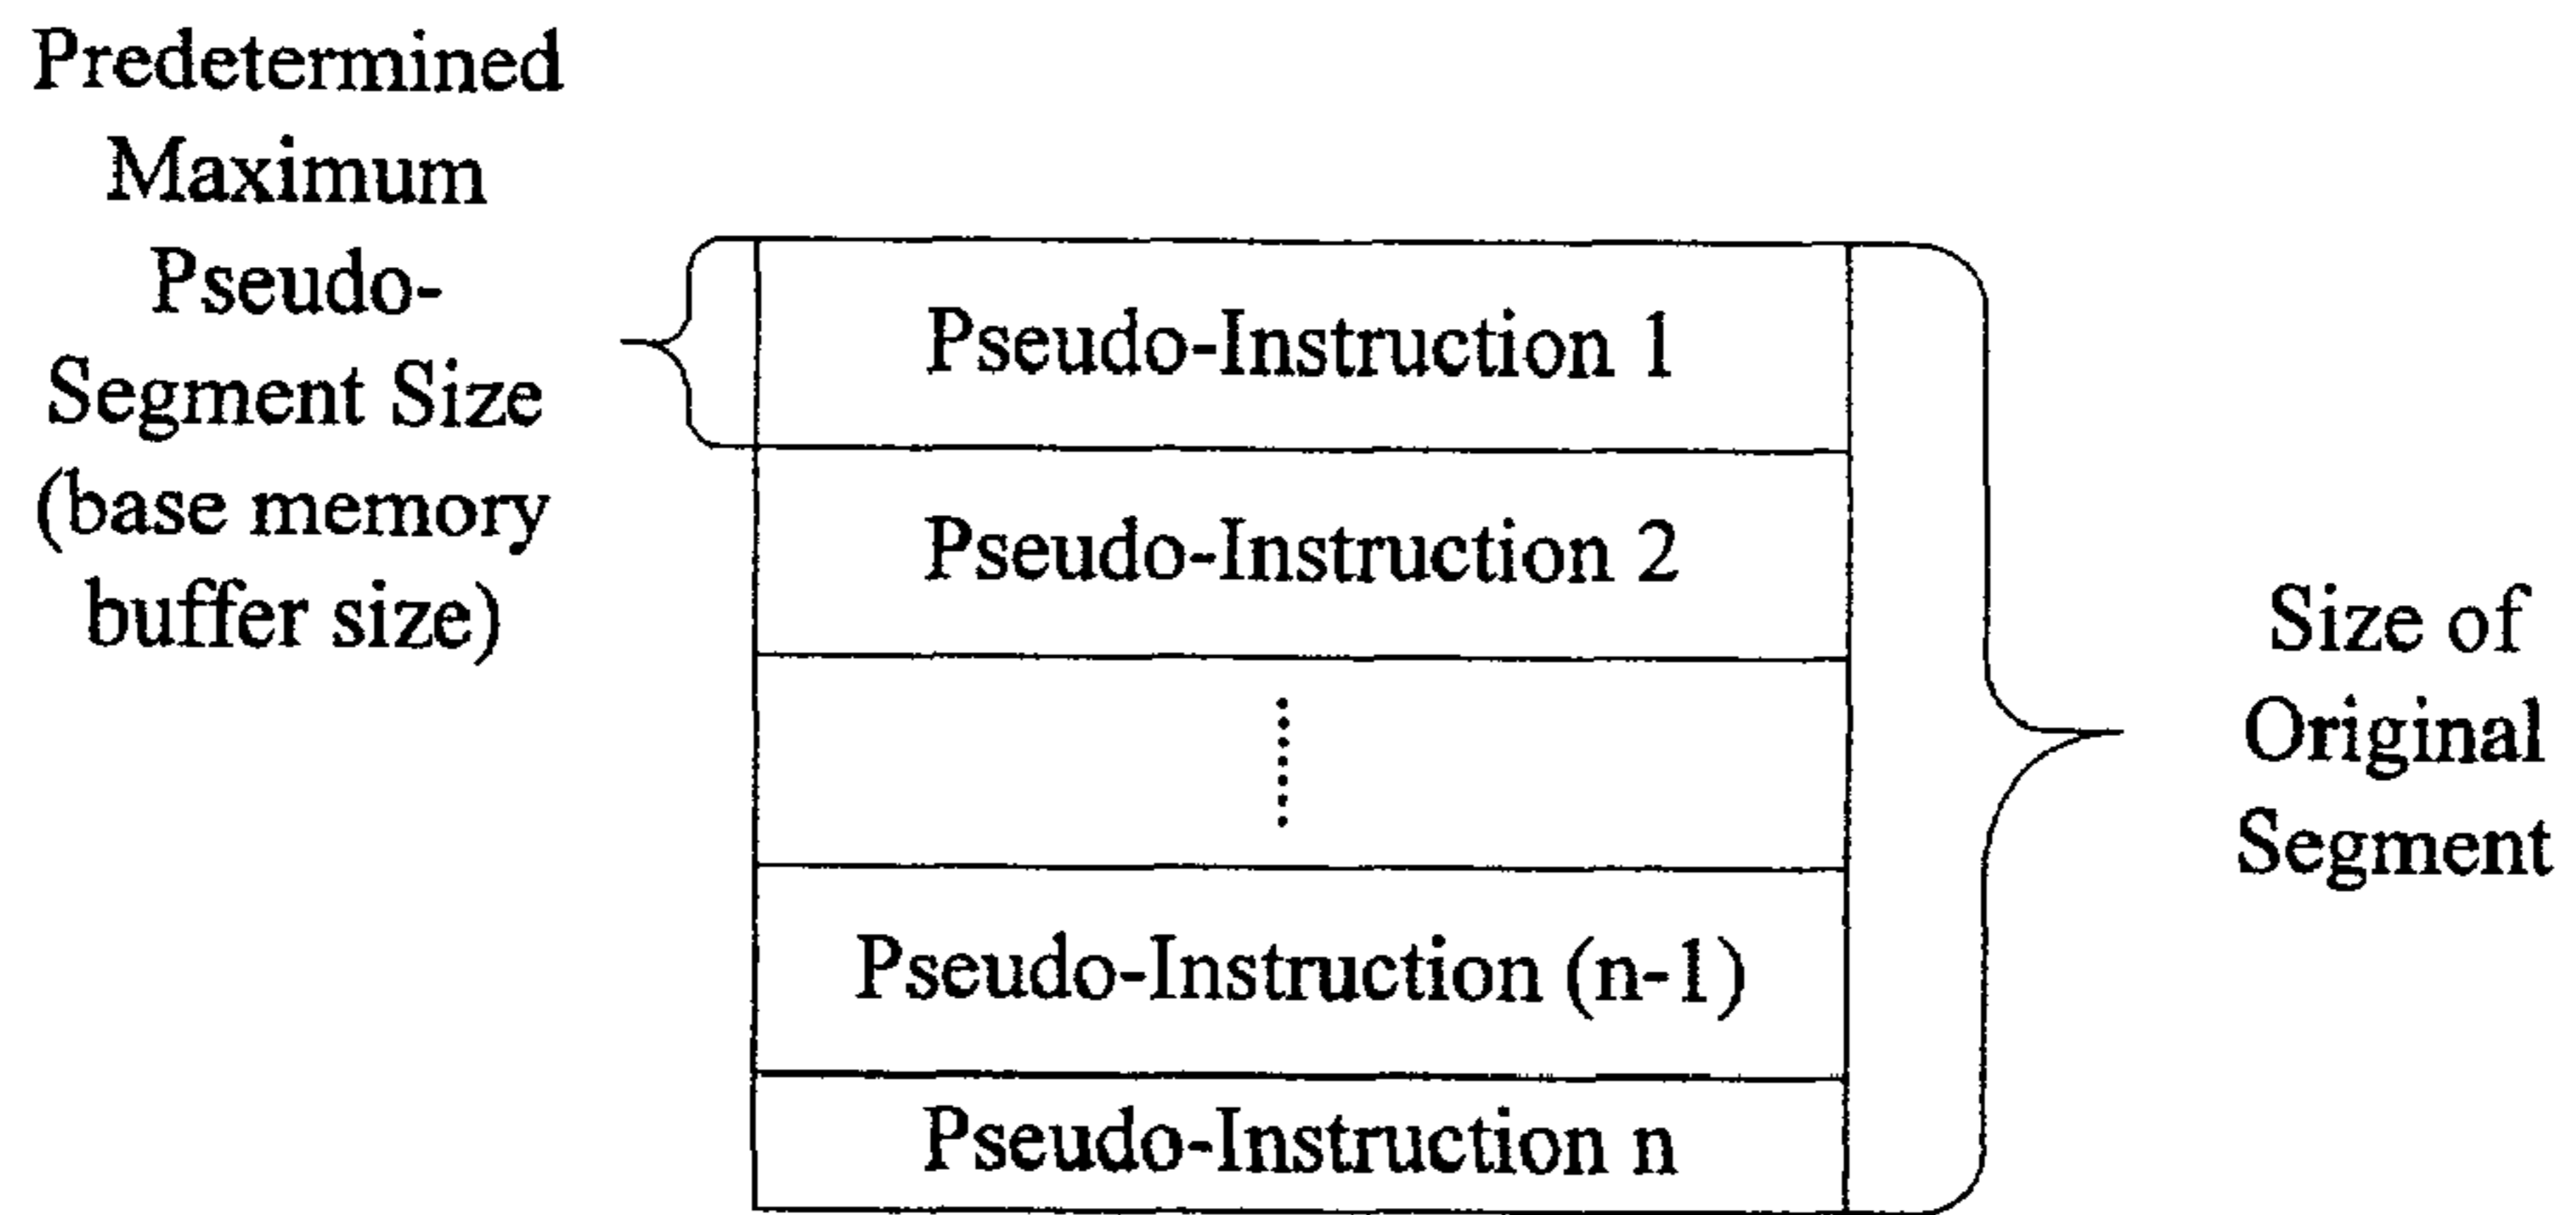 Predetermined
Maximum
Pseudo-
Segment Size
(base memory
buffer size)
Pseudo-Instruction 1
Pseudo-Instruction 2
Pseudo-Instruction (n-1)
Pseudo-Instruction n
Size of
Original
Segment